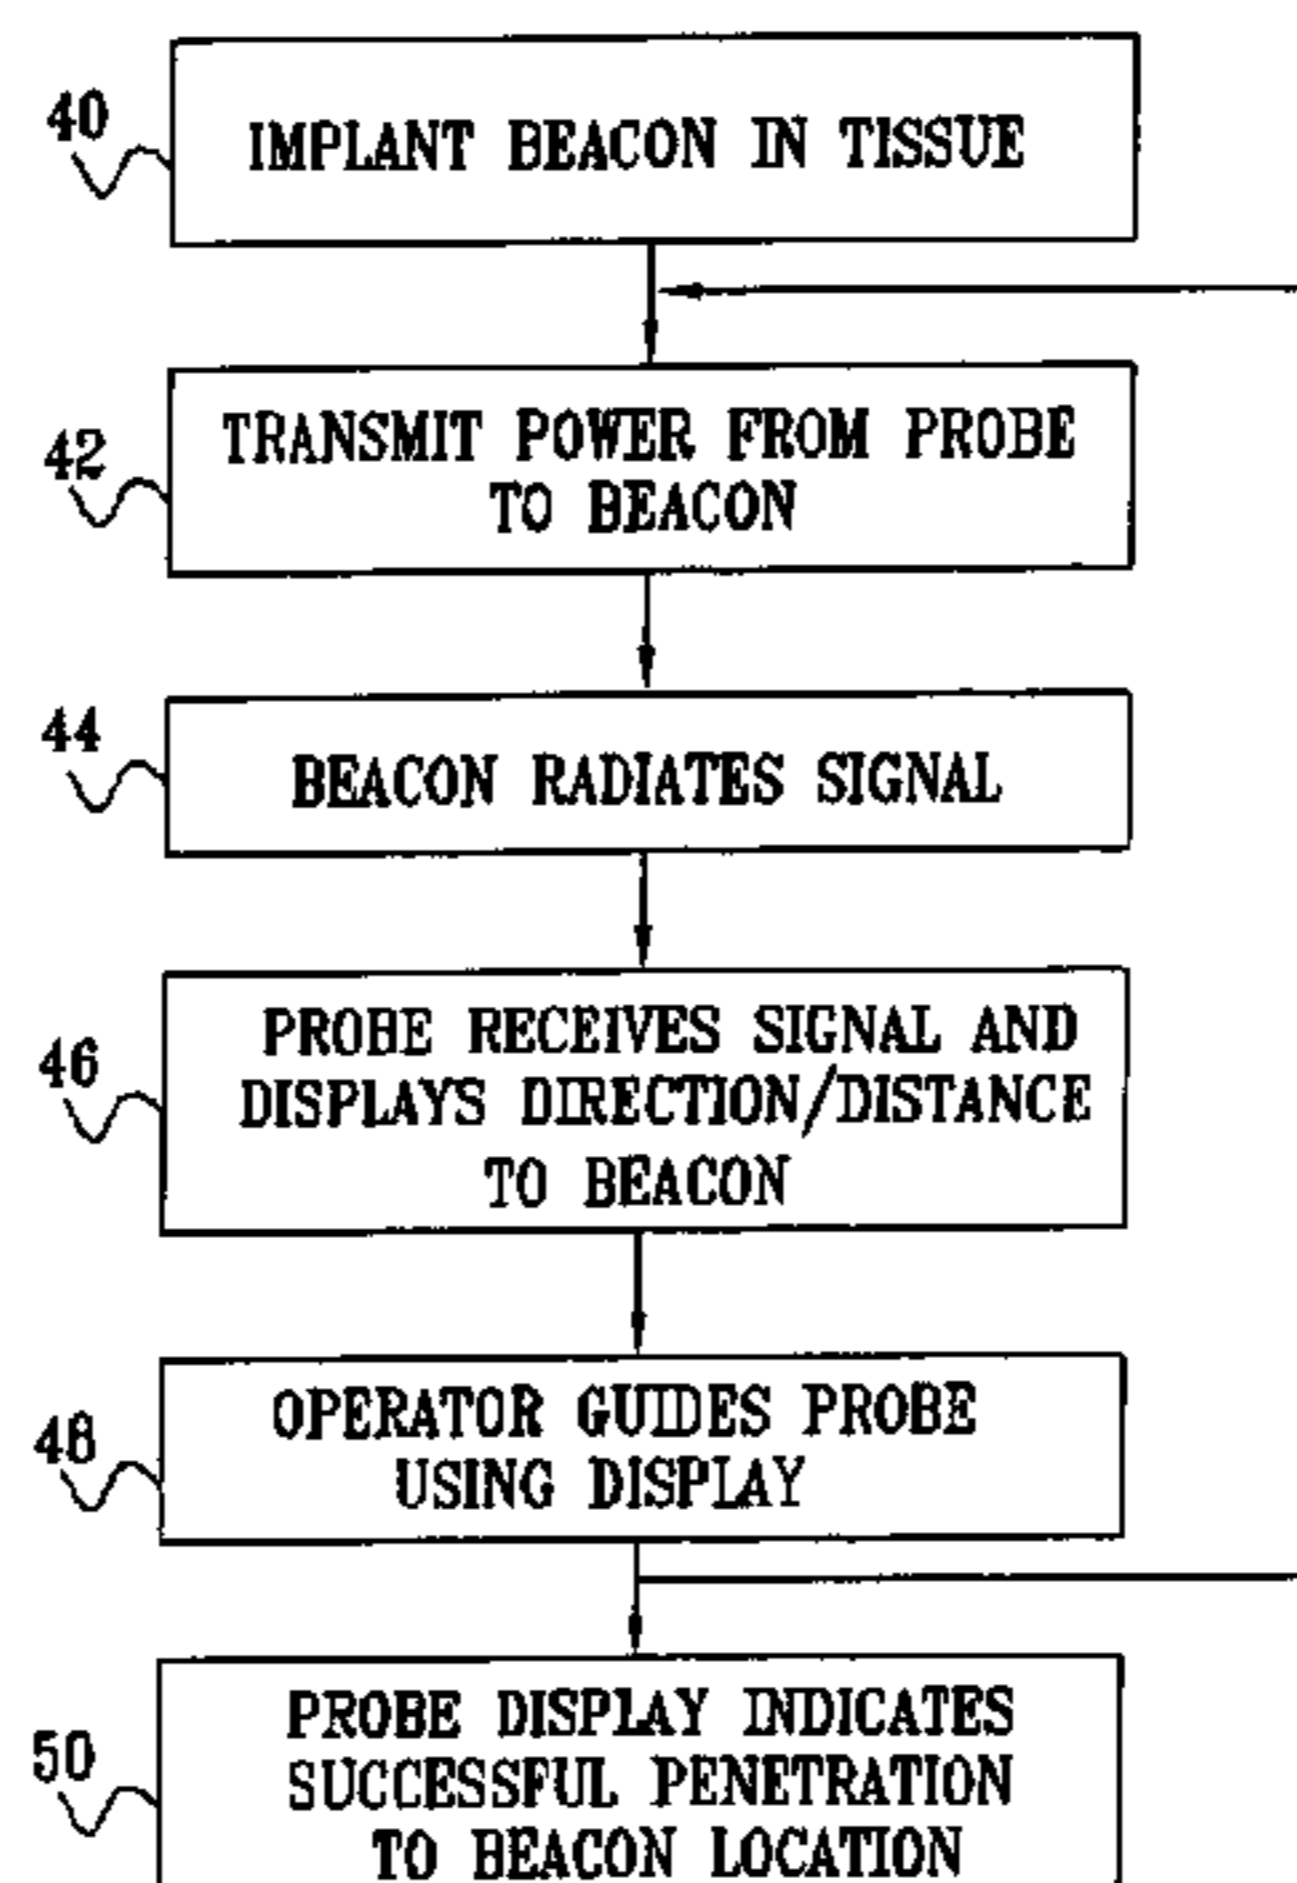 40
IMPLANT BEACON IN TISSUE
42
TRANSMIT POWER FROM PROBE
TO BEACON
44
BEACON RADIATES SIGNAL
46
PROBE RECEIVES SIGNAL AND
DISPLAYS DIRECTION/DISTANCE
TO BEACON
48
OPERATOR GUIDES PROBE
USING DISPLAY
50
PROBE DISPLAY INDICATES
SUCCESSFUL PENETRATION
TO BEACON LOCATION